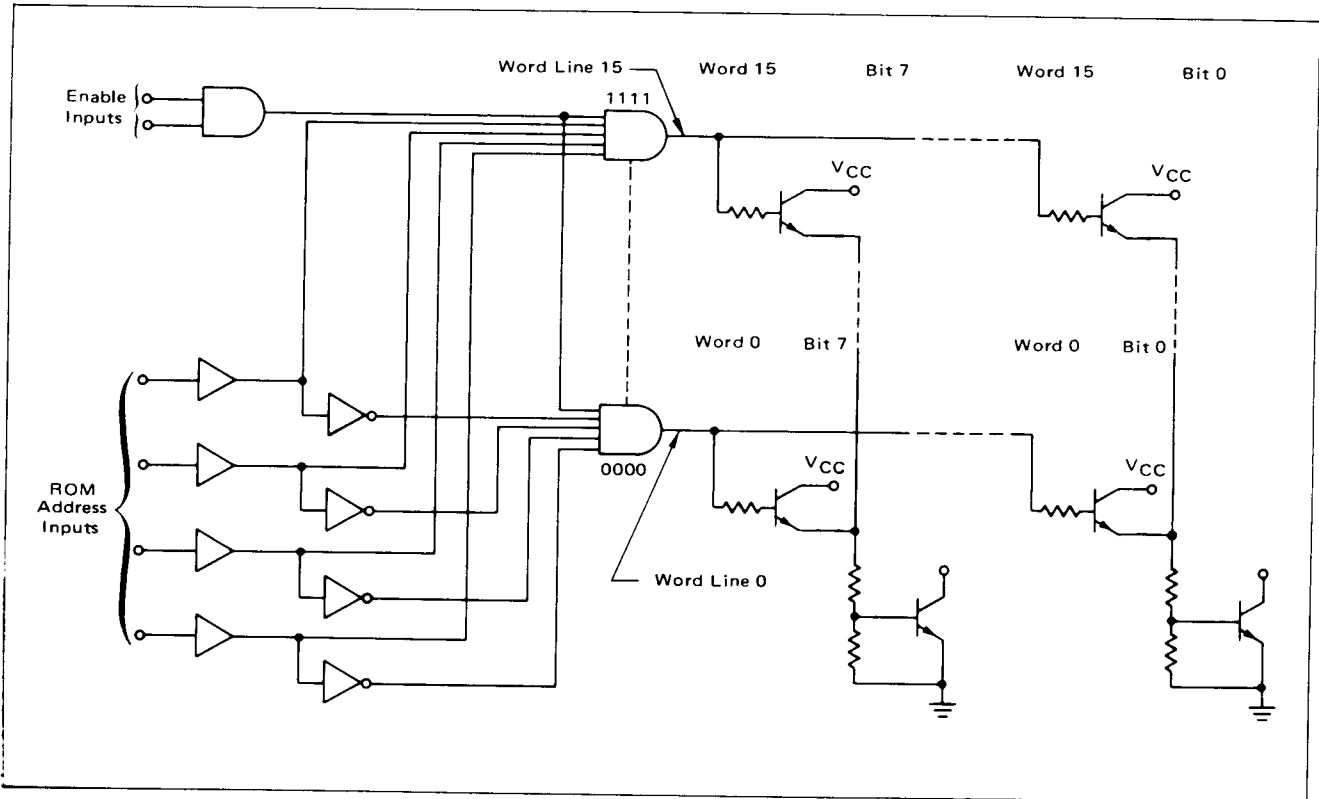 Word Line 15
Word 15
Bit 7
Word 15
Bit 0
Enable
Inputs
1111
VCC
VCC
Word 0
Bit 7
Word 0
Bit 0
0000
VCC
VCC
ROM
Address
Inputs
Word Line 0